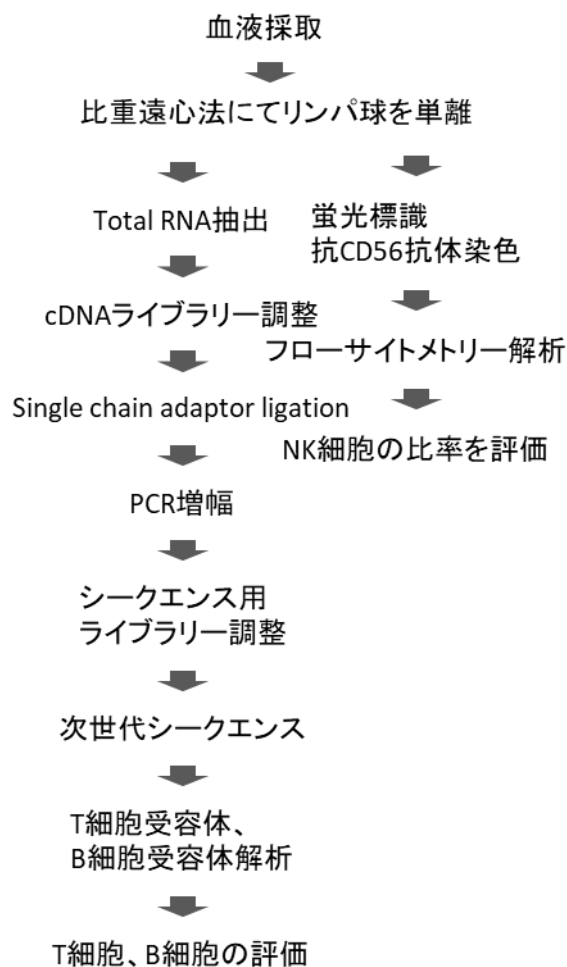 血液採取
比重遠心法にてリンパ球を単離
Total RNA抽出
cDNAライブラリー調整
Single chain adaptor ligation
PCR増幅
シークエンス用
ライブラリー調整
次世代シークエンス
T細胞受容体、
B細胞受容体解析
T細胞、B細胞の評価
蛍光標識
抗CD56抗体染色
フローサイトメトリー解析
NK細胞の比率を評価